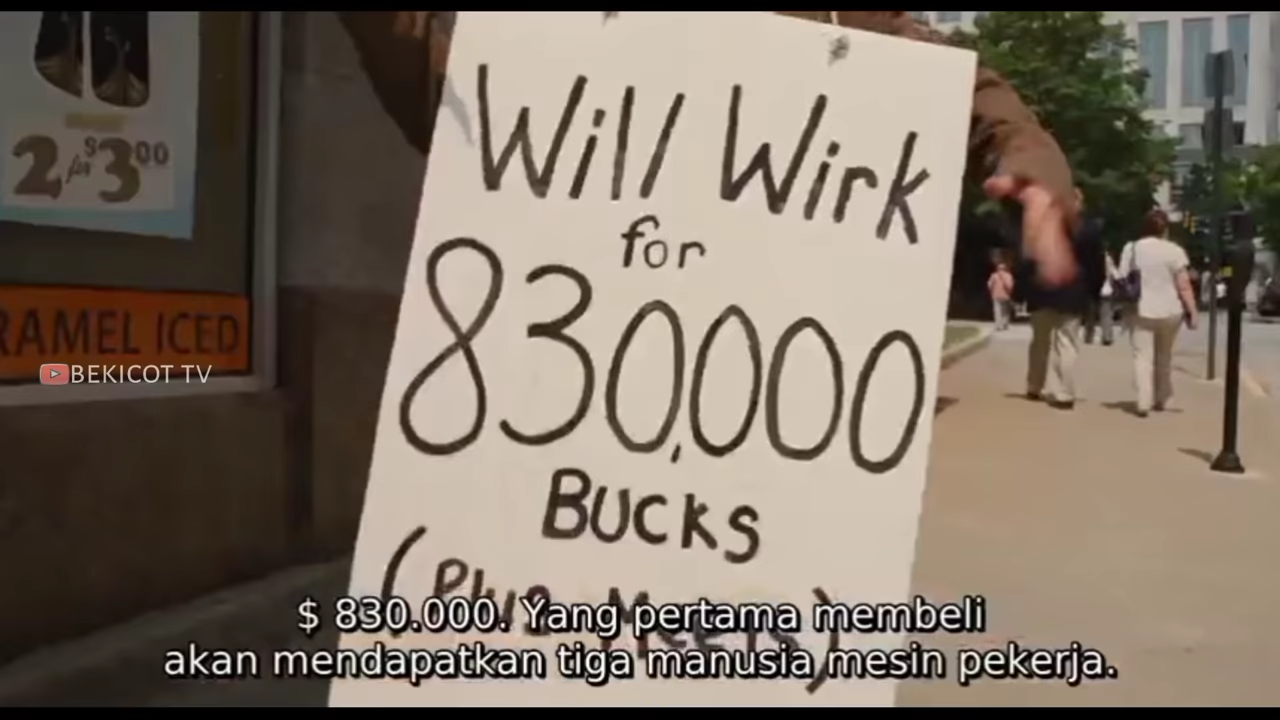 2 for $3.00
RAMEL ICED
BEKICOT TV
Will Wirk
for
830,000
Bucks
(Plus
$ 830.000. Yang pertama membeli
akan mendapatkan tiga manusia mesin pekerja.